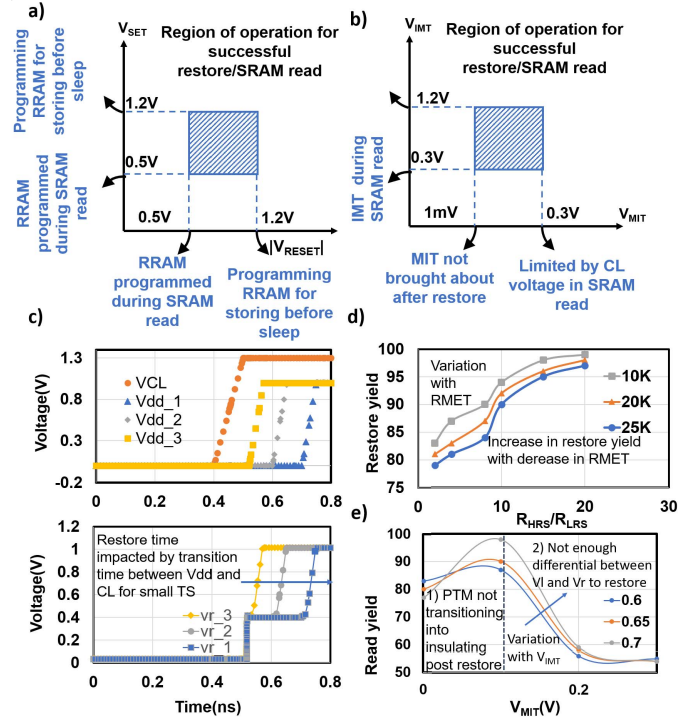 a)
V_SET
Region of operation for
successful
restore/SRAM read
Programming
RRAM for
storing before
sleep
1.2V
0.5V
RRAM
programmed
during SRAM
read
0.5V
1.2V
|V_RESET|
RRAM
programmed
during SRAM
read
Programming
RRAM for
storing before
sleep
b)
V_IMT
Region of operation for
successful
restore/SRAM read
1.2V
0.3V
IMT during
SRAM read
1mV
0.3V
V_MIT
MIT not
brought about
after restore
Limited by CL
voltage in SRAM
read
c)
Voltage(V)
1.3
0.8
0.3
-0.2
VCL
Vdd_1
Vdd_2
Vdd_3
0
0.2
0.4
0.6
0.8
Voltage(V)
1.2
1
0.8
0.6
0.4
0.2
0
Restore time
impacted by transition
time between Vdd and
CL for small TS
vr_3
vr_2
vr_1
0
0.2
0.4
0.6
0.8
Time(ns)
d)
Restore yield
100
95
90
85
80
75
Variation
with
RMET
10K
20K
25K
Increase in restore yield
with derease in RMET
0
10
20
30
R_HRS/R_LRS
e)
Read yield
100
90
80
70
60
50
1) PTM not
transitioning
into
insulating
post restore
2) Not enough
differential between
Vl and Vr to restore
Variation
with V_IMT
0.6
0.65
0.7
0
0.2
V_MIT(V)